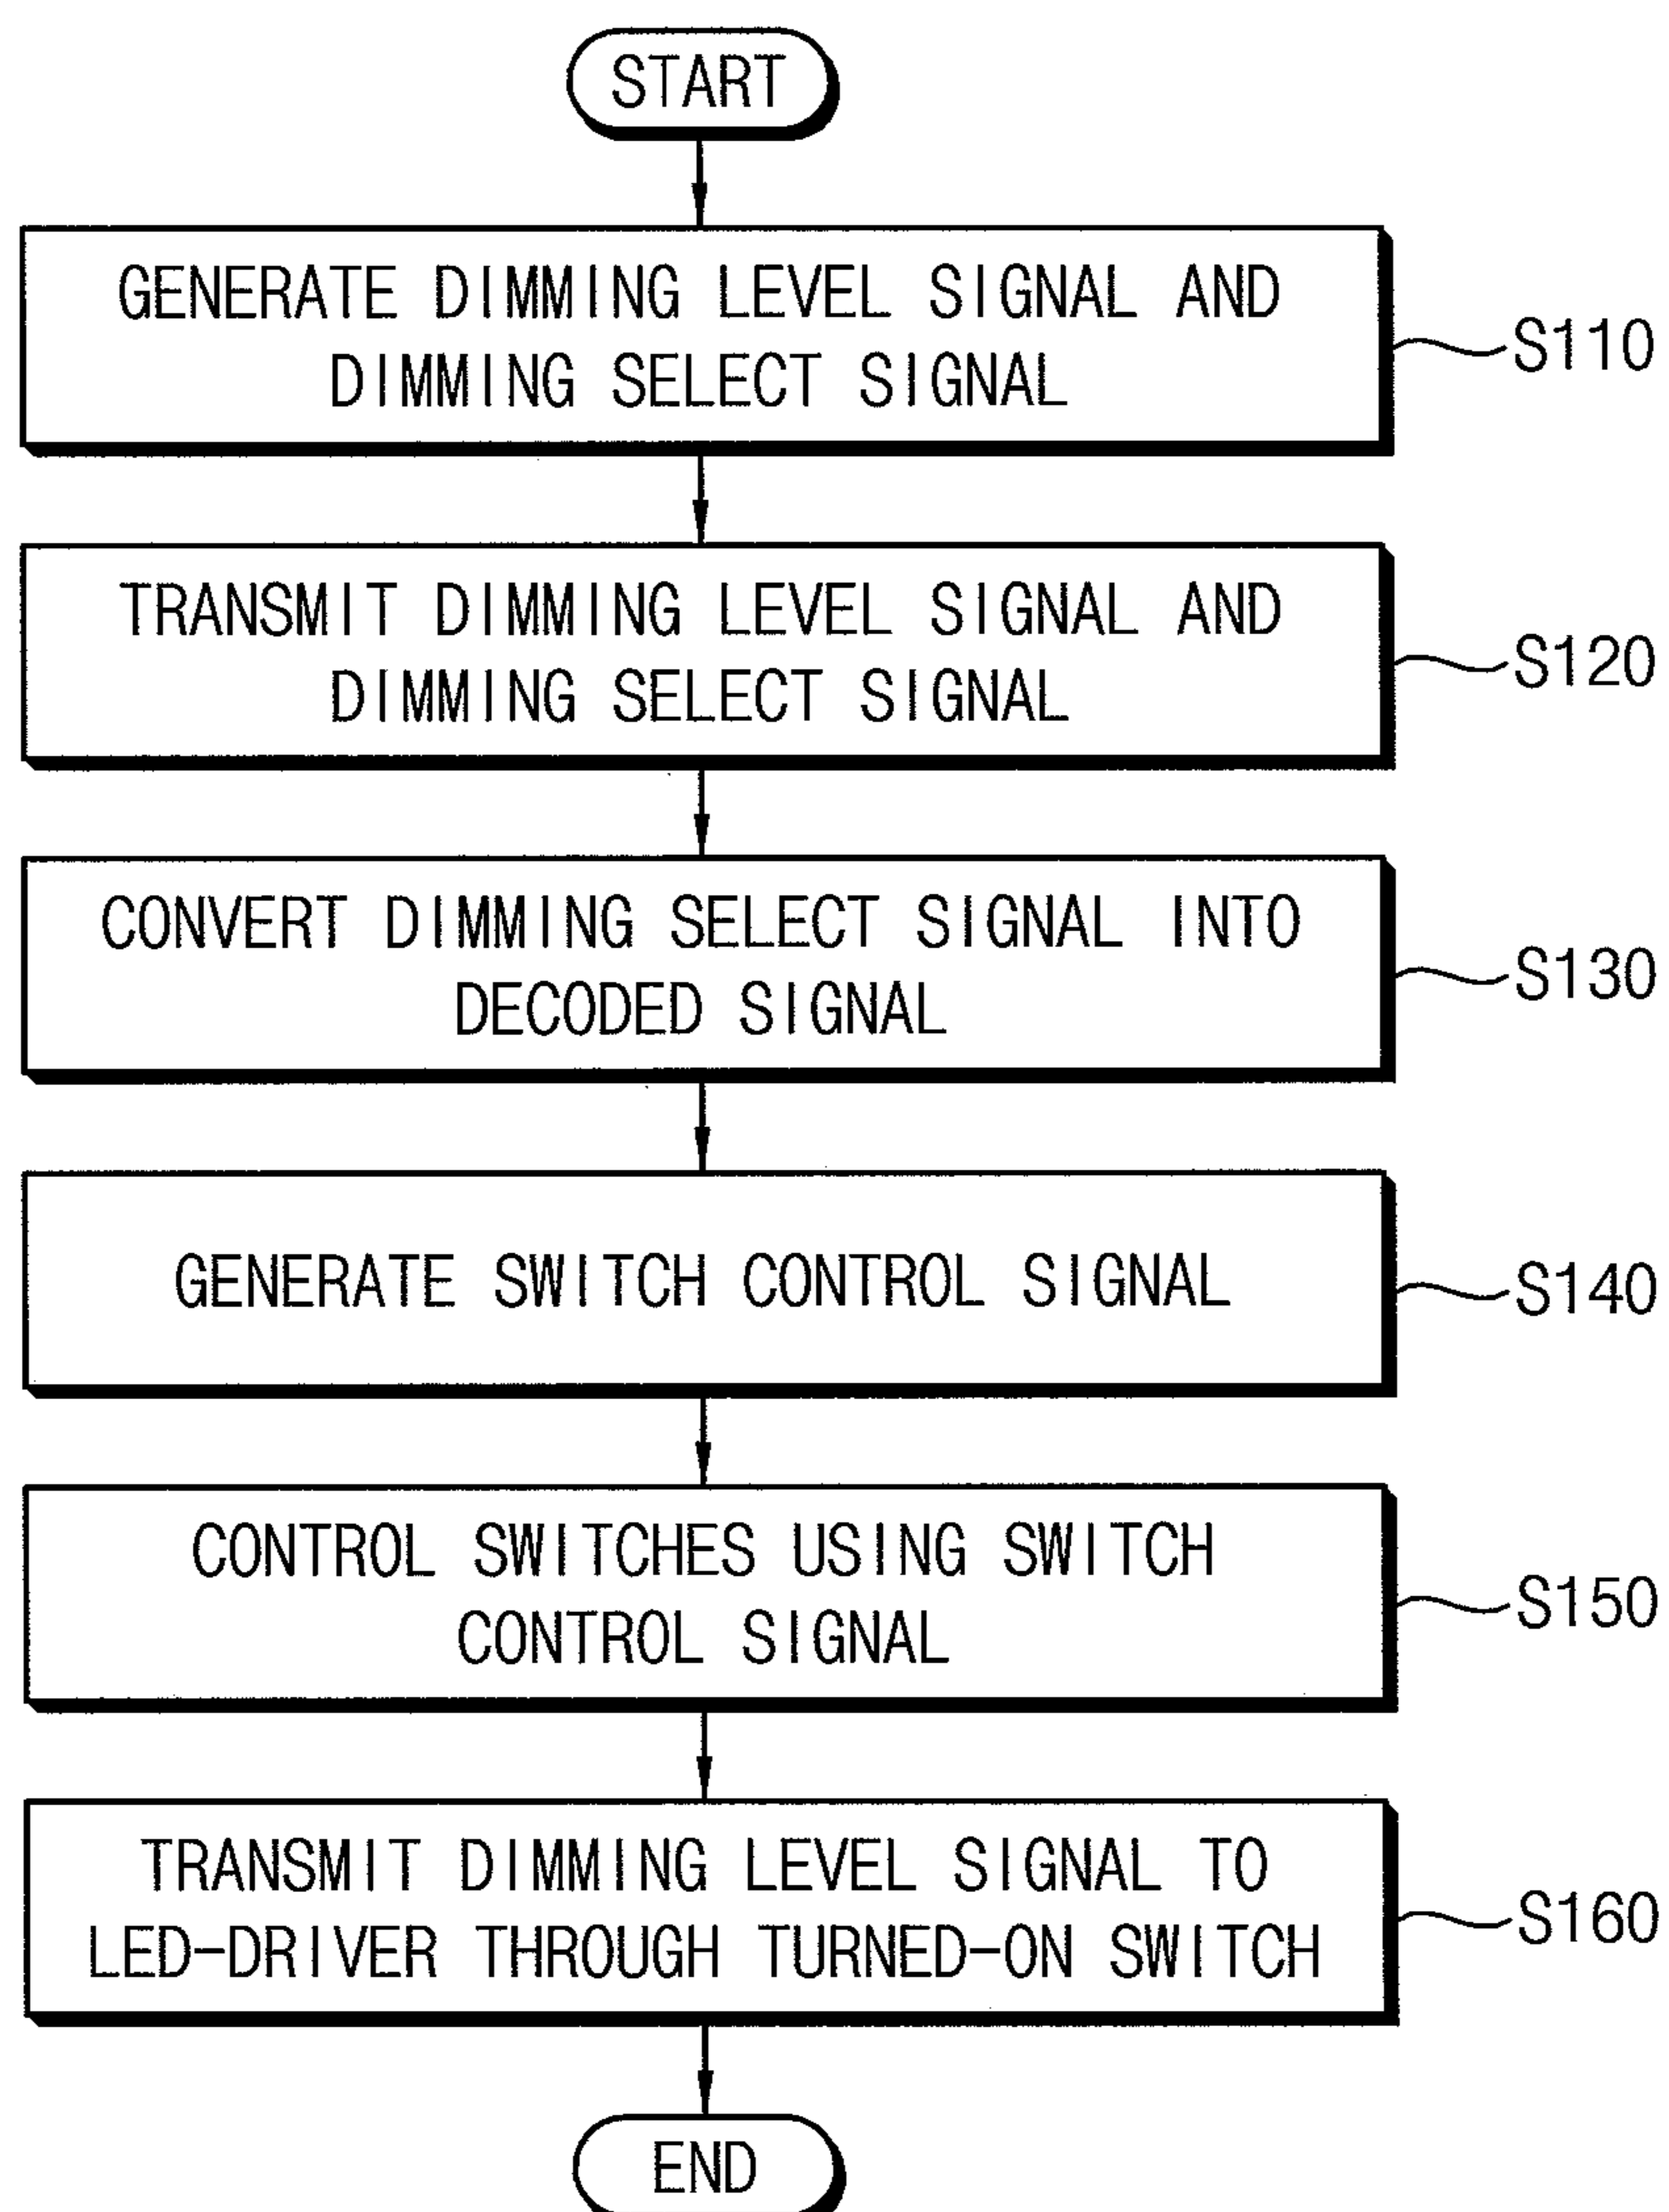 START
GENERATE DIMMING LEVEL SIGNAL AND
DIMMING SELECT SIGNAL
S110
TRANSMIT DIMMING LEVEL SIGNAL AND
DIMMING SELECT SIGNAL
S120
CONVERT DIMMING SELECT SIGNAL INTO
DECODED SIGNAL
S130
GENERATE SWITCH CONTROL SIGNAL
S140
CONTROL SWITCHES USING SWITCH
CONTROL SIGNAL
S150
TRANSMIT DIMMING LEVEL SIGNAL TO
LED-DRIVER THROUGH TURNED-ON SWITCH
S160
END